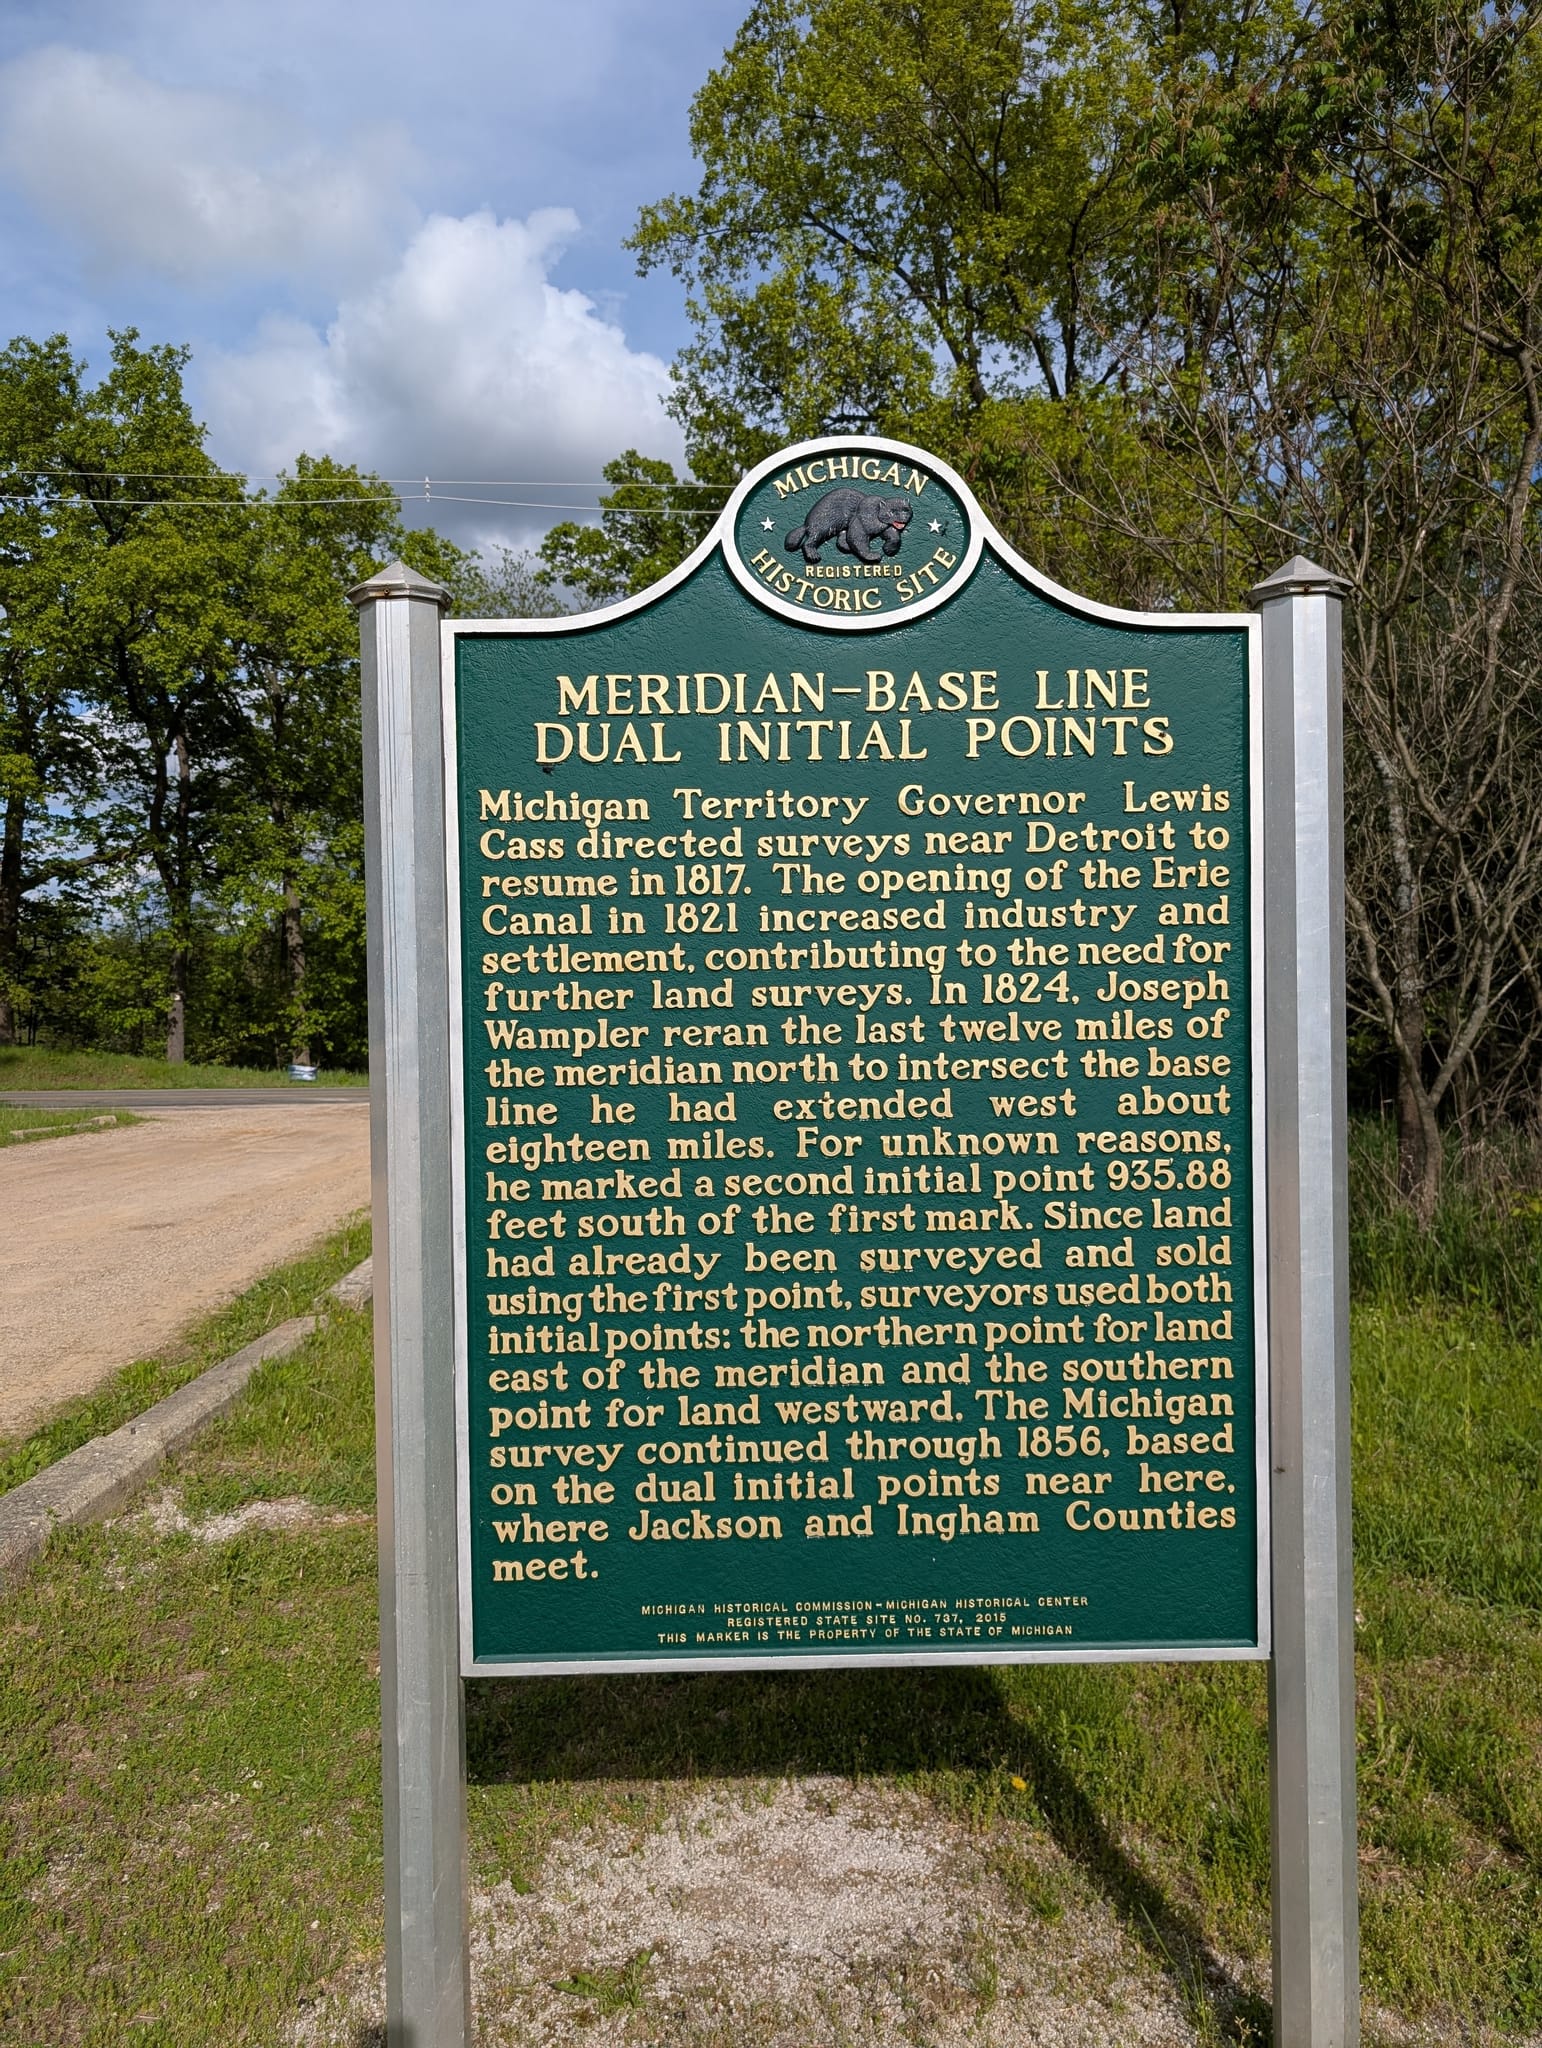 MICHIGAN
REGISTERED
HISTORIC SITE
MERIDIAN-BASE LINE
DUAL INITIAL POINTS
Michigan Territory Governor Lewis
Cass directed surveys near Detroit to
resume in 1817. The opening of the Erie
Canal in 1821 increased industry and
settlement, contributing to the need for
further land surveys. In 1824, Joseph
Wampler reran the last twelve miles of
the meridian north to intersect the base
line he had extended west about
eighteen miles. For unknown reasons,
he marked a second initial point 935.88
feet south of the first mark. Since land
had already been surveyed and sold
using the first point, surveyors used both
initial points: the northern point for land
east of the meridian and the southern
point for land westward. The Michigan
survey continued through 1856, based
on the dual initial points near here,
where Jackson and Ingham Counties
meet.
MICHIGAN HISTORICAL COMMISSION-MICHIGAN HISTORICAL CENTER
REGISTERED STATE SITE NO. 737, 2015
THIS MARKER IS THE PROPERTY OF THE STATE OF MICHIGAN